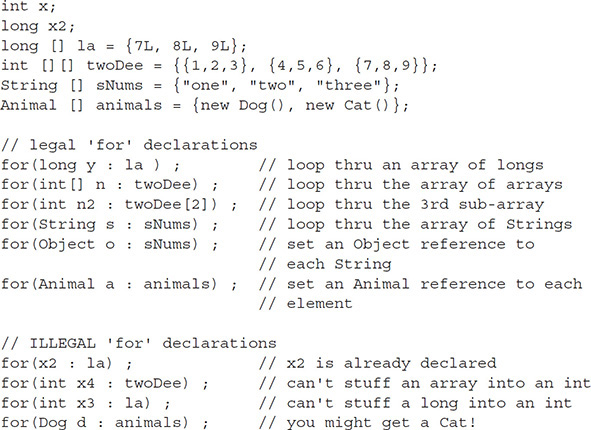 int x;
long x2;
long [] la = {7L, 8L, 9L};
int [][] twoDee = {{1,2,3}, {4,5,6}, {7,8,9}};
String [] sNums = {"one", "two", "three"};
Animal [] animals = {new Dog(), new Cat()};

// legal 'for' declarations
for(long y : la ) ;          // loop thru an array of longs
for(int[] n : twoDee) ;      // loop thru the array of arrays
for(int n2 : twoDee[2]) ;    // loop thru the 3rd sub-array
for(String s : sNums) ;      // loop thru the array of Strings
for(Object o : sNums) ;      // set an Object reference to
                             // each String
for(Animal a : animals) ;    // set an Animal reference to each
                             // element

// ILLEGAL 'for' declarations
for(x2 : la) ;               // x2 is already declared
for(int x4 : twoDee) ;       // can't stuff an array into an int
for(int x3 : la) ;           // can't stuff a long into an int
for(Dog d : animals) ;       // you might get a Cat!